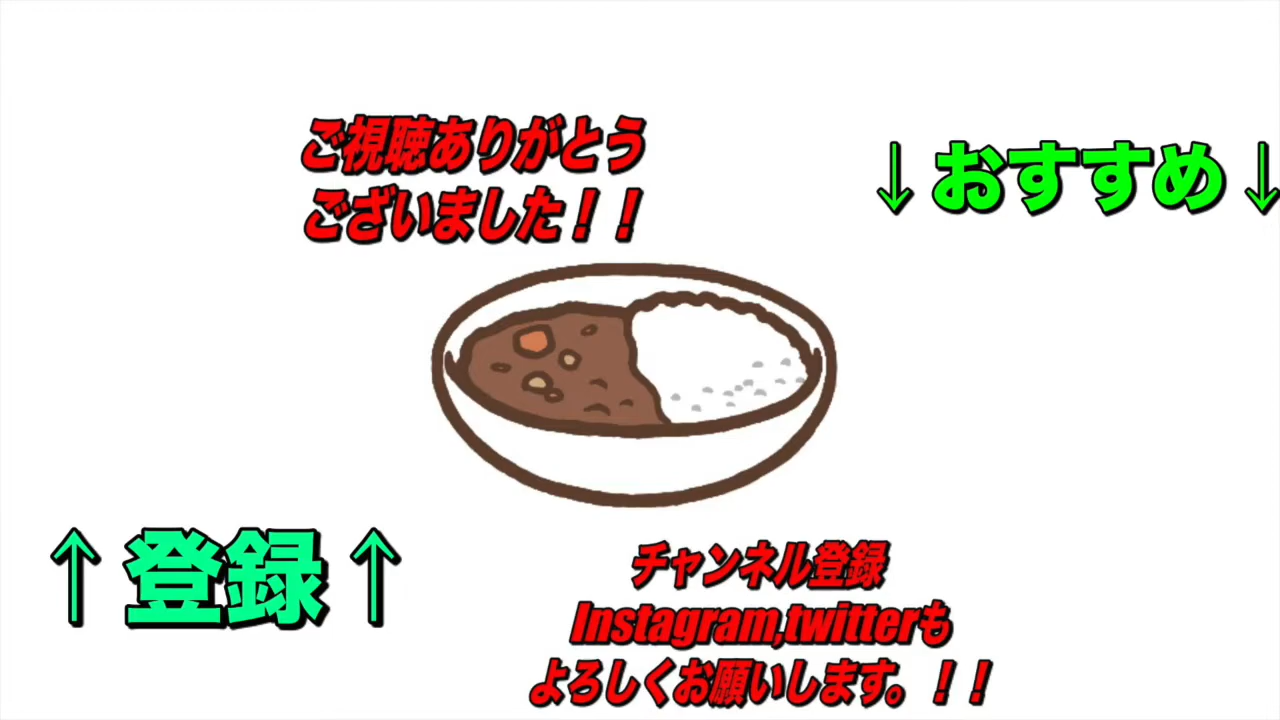 ご視聴ありがとう
ございました！！
↓おすすめ↓
↑登録↑
チャンネル登録
Instagram,twitterも
よろしくお願いします。！！